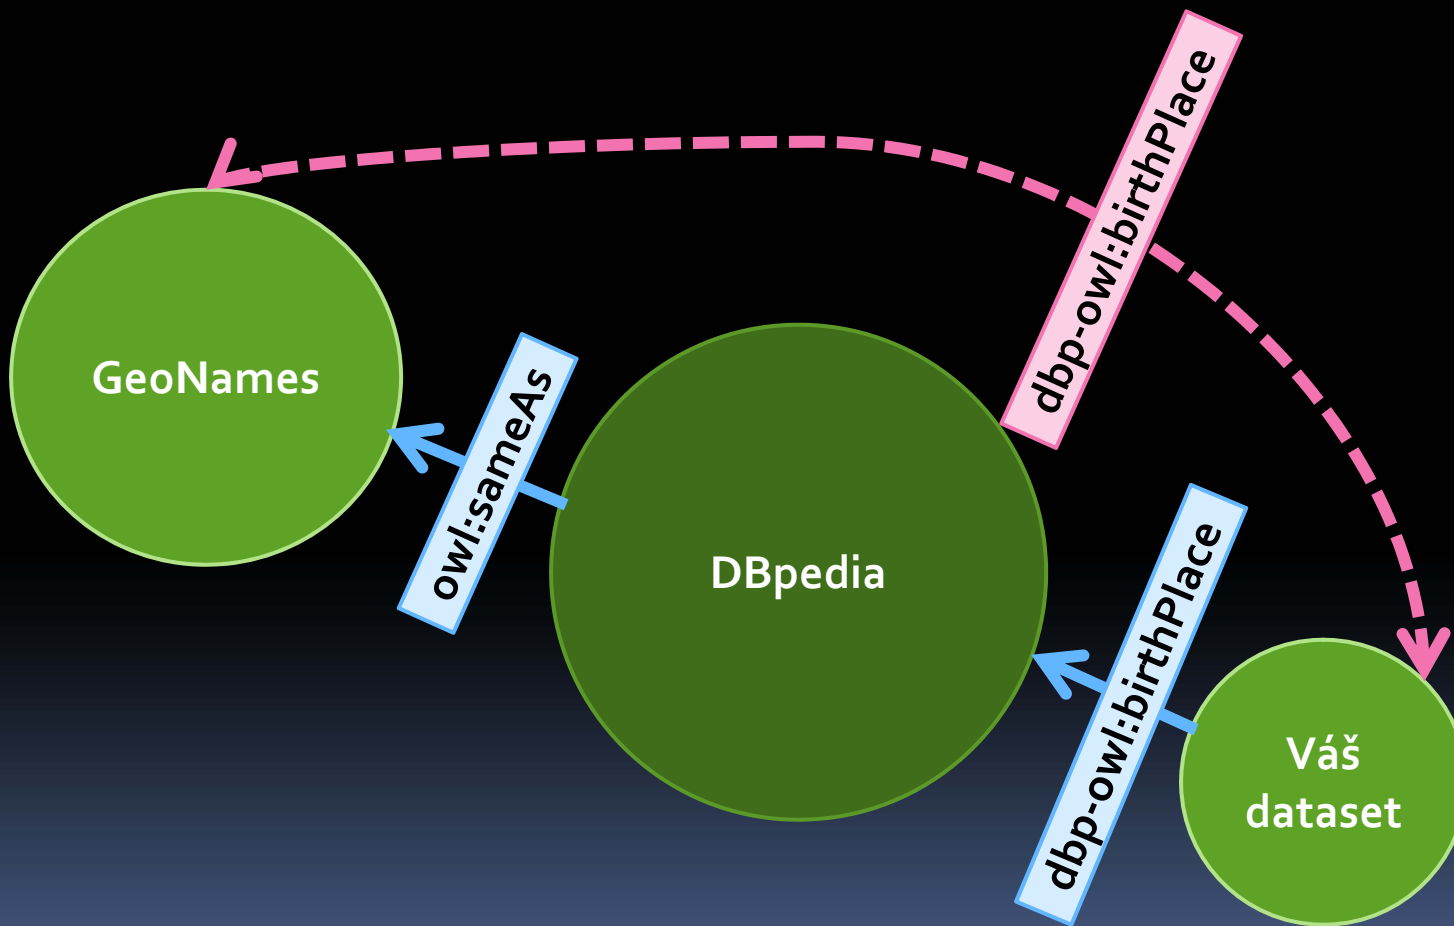 dbp-owl:birthPlace
GeoNames
owl:sameAs
DBpedia
dbp-owl:birthPlace
Váš
dataset